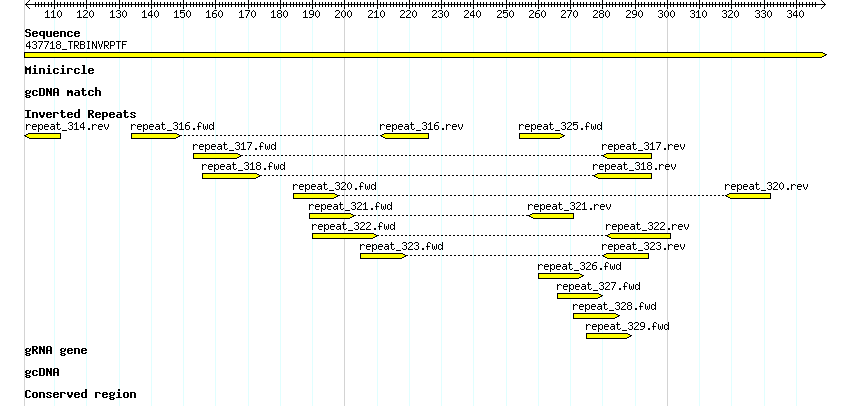 110 120 130 140 150 160 170 180 190 200 210 220 230 240 250 260 270 280 290 300 310 320 330 340
Sequence
437718_TRBINVRPTF
Minicircle
gcDNA match
Inverted Repeats
repeat_314.rev repeat_316.fwd repeat_316.rev repeat_325.fwd
repeat_317.fwd repeat_317.rev
repeat_318.fwd repeat_318.rev
repeat_320.fwd repeat_320.rev
repeat_321.fwd repeat_321.rev
repeat_322.fwd repeat_322.rev
repeat_323.fwd repeat_323.rev
repeat_326.fwd
repeat_327.fwd
repeat_328.fwd
repeat_329.fwd
gRNA gene
gcDNA
Conserved region